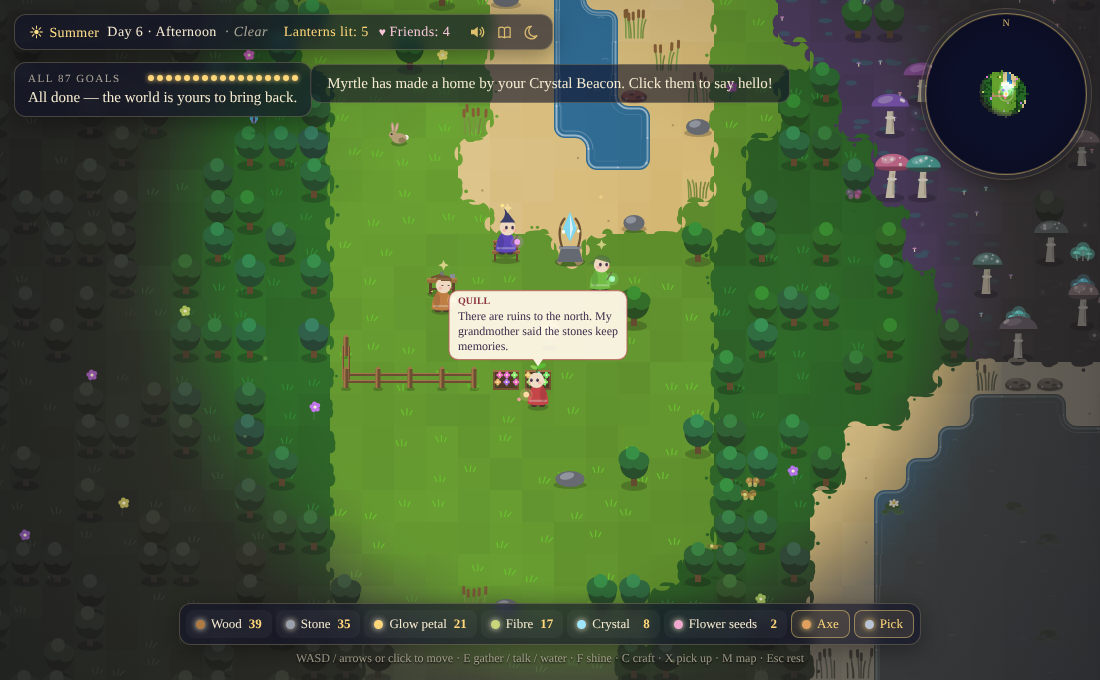 Summer Day 6 · Afternoon · Clear Lanterns lit: 5 ♥ Friends: 4
N
ALL 87 GOALS
All done — the world is yours to bring back.
Myrtle has made a home by your Crystal Beacon. Click them to say hello!
QUILL
There are ruins to the north. My
grandmother said the stones keep
memories.
Wood 39 Stone 35 Glow petal 21 Fibre 17 Crystal 8 Flower seeds 2 Axe Pick
WASD / arrows or click to move · E gather / talk / water · F shine · C craft · X pick up · M map · Esc rest